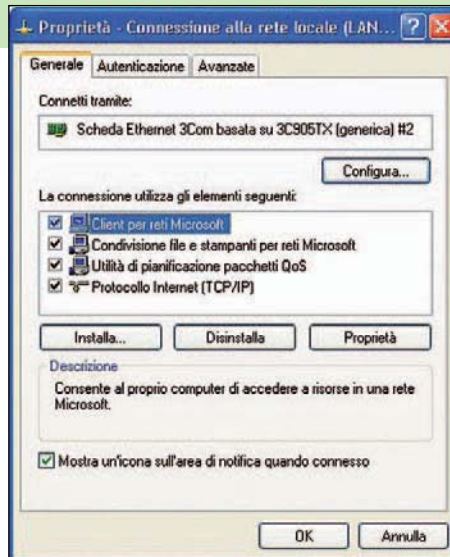 Proprietà - Connessione alla rete locale (LAN...
Generale Autenticazione Avanzate
Connetti tramite:
Scheda Ethernet 3Com basata su 3C905TX (generica) #2
Configura...
La connessione utilizza gli elementi seguenti:
Client per reti Microsoft
Condivisione file e stampanti per reti Microsoft
Utilità di pianificazione pacchetti QoS
Protocollo Internet (TCP/IP)
Installa... Disinstalla Proprietà
Descrizione
Consente al proprio computer di accedere a risorse in una rete
Microsoft.
Mostra un'icona sull'area di notifica quando connesso
OK Annulla